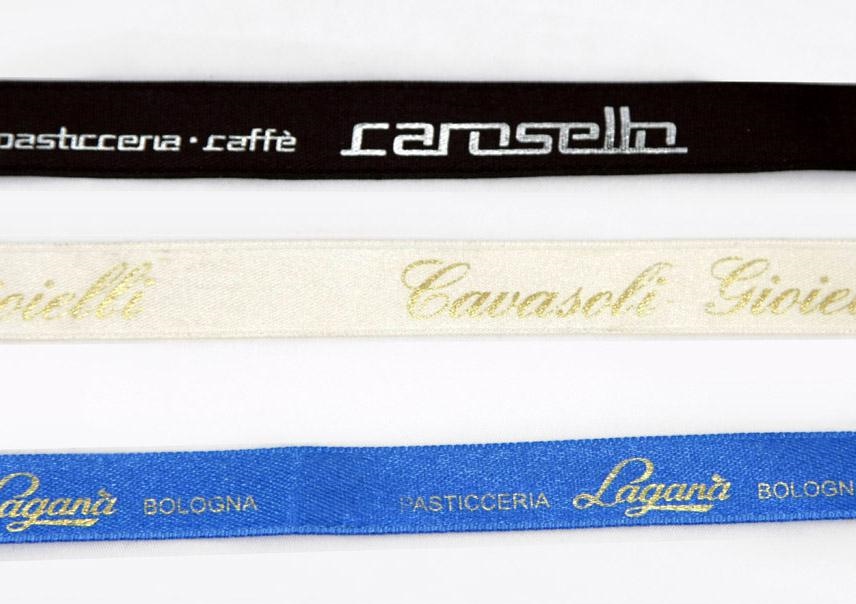 pasticceria · caffè carosello
Cavasoli Gioiel
Laganà BOLOGNA PASTICCERIA Laganà BOLOGN